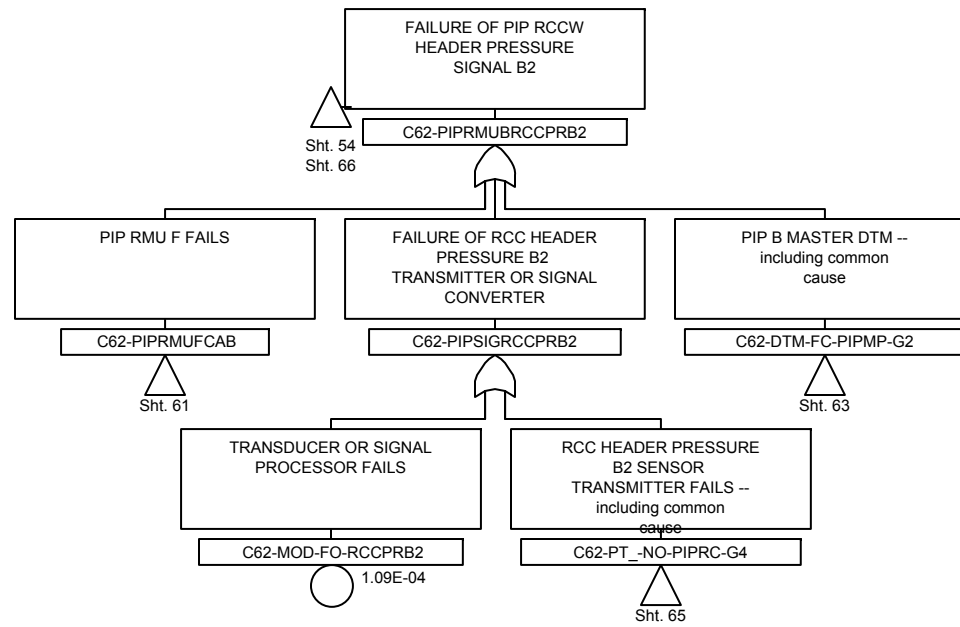 FAILURE OF PIP RCCW
HEADER PRESSURE
SIGNAL B2
C62-PIPRMUBRCCPRB2
Sht. 54
Sht. 66
PIP RMU F FAILS
C62-PIPRMUFCAB
Sht. 61
FAILURE OF RCC HEADER
PRESSURE B2
TRANSMITTER OR SIGNAL
CONVERTER
C62-PIPSIGRCCPRB2
PIP B MASTER DTM --
including common
cause
C62-DTM-FC-PIPMP-G2
Sht. 63
TRANSDUCER OR SIGNAL
PROCESSOR FAILS
C62-MOD-FO-RCCPRB2
1.09E-04
RCC HEADER PRESSURE
B2 SENSOR
TRANSMITTER FAILS --
including common
cause
C62-PT_-NO-PIPRC-G4
Sht. 65